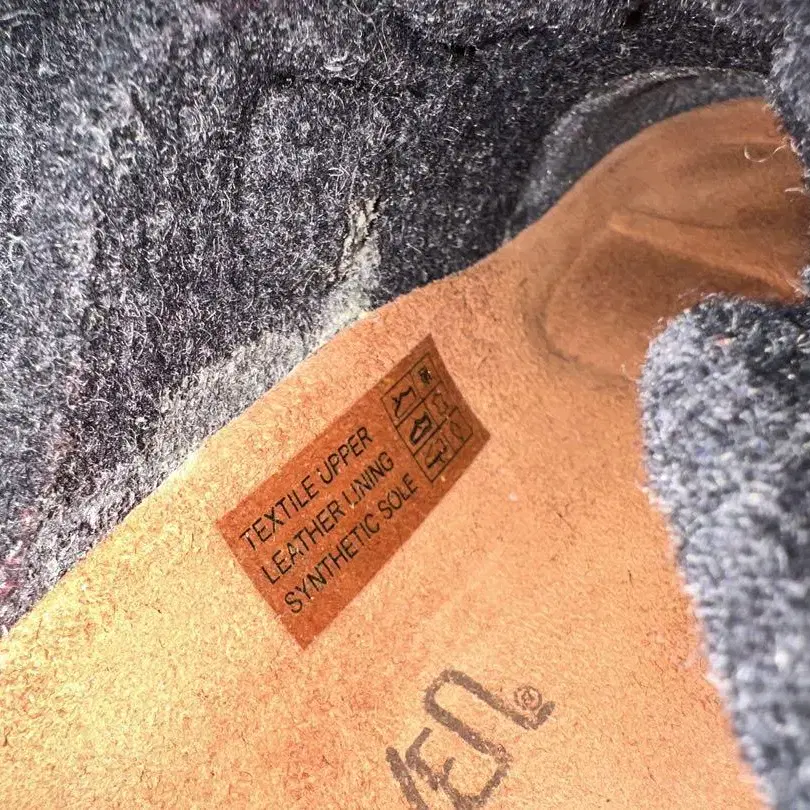 TEXTILE UPPER
LEATHER LINING
SYNTHETIC SOLE